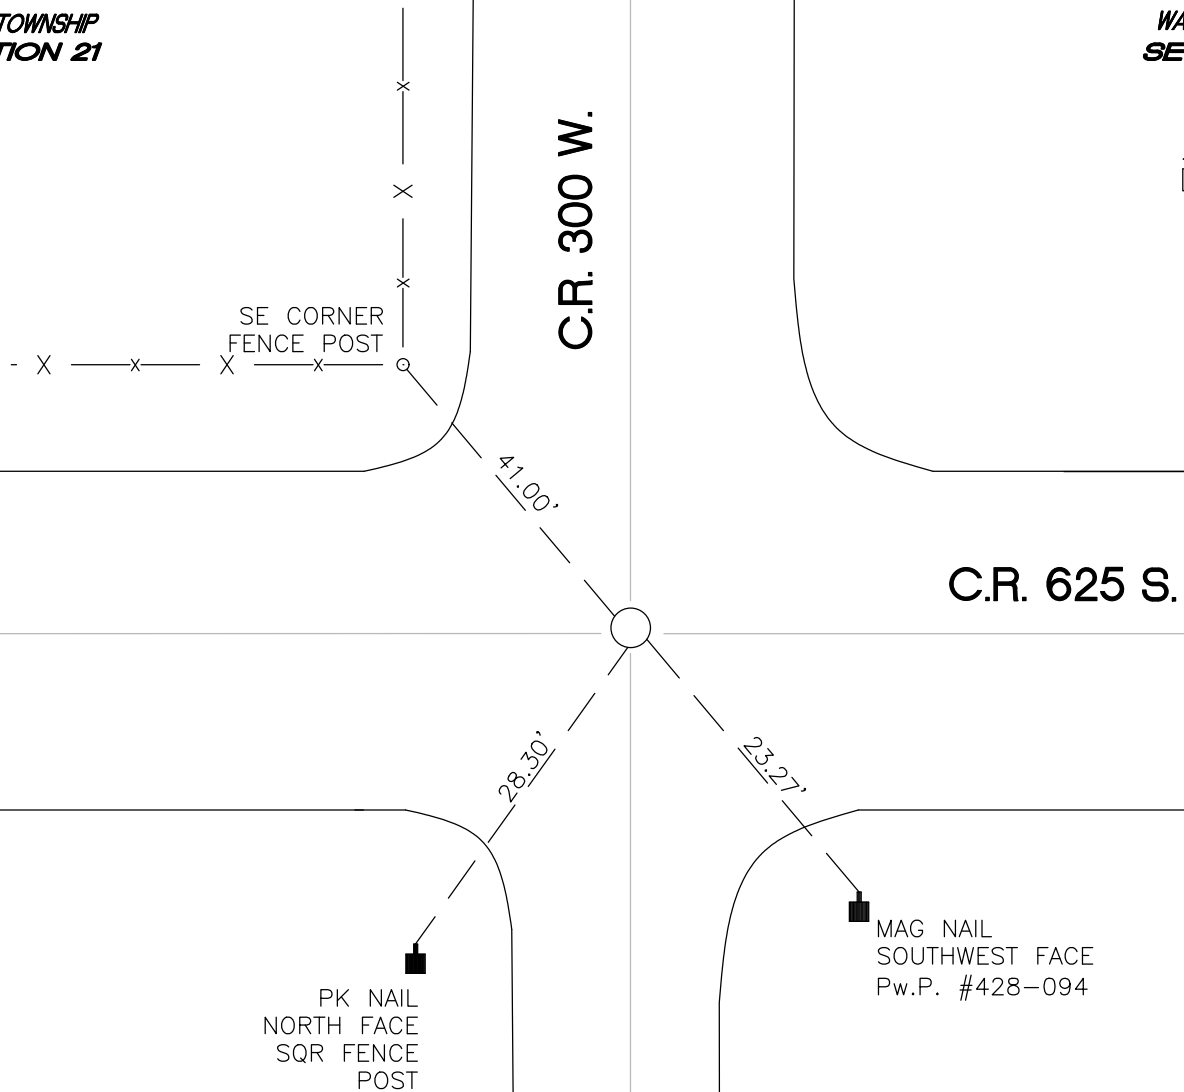 TOWNSHIP
TION 21
WA
SE
C.R. 300 W.
SE CORNER
FENCE POST
41.00'
C.R. 625 S.
28.30'
23.27'
MAG NAIL
SOUTHWEST FACE
Pw.P. #428-094
PK NAIL
NORTH FACE
SQR FENCE
POST